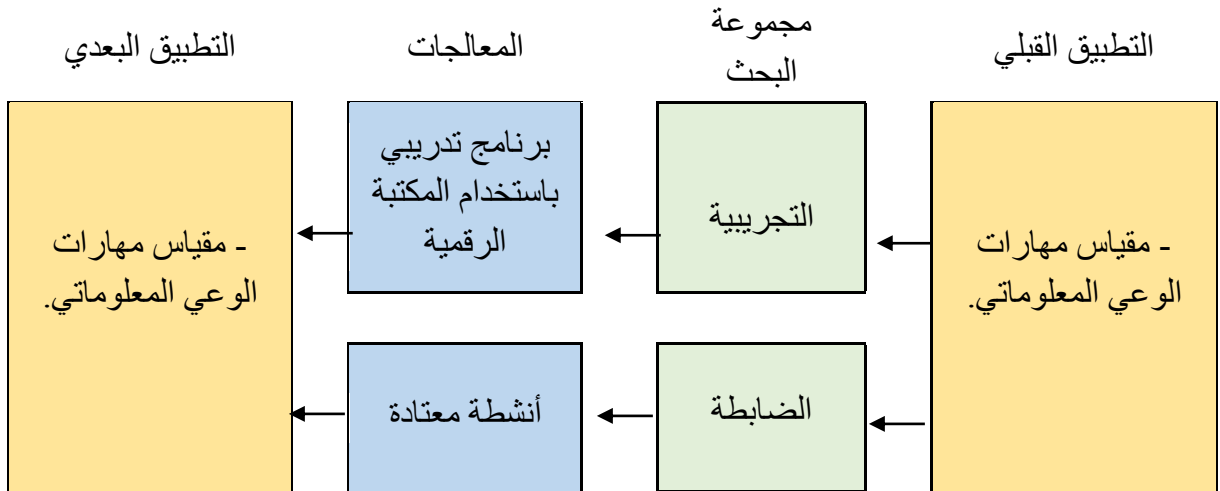 التطبيق القبلي
مجموعة
البحث
المعالجات
التطبيق البعدي
- مقياس مهارات
الوعي المعلوماتي.
التجريبية
برنامج تدريبي
باستخدام المكتبة
الرقمية
- مقياس مهارات
الوعي المعلوماتي.
الضابطة
أنشطة معتادة